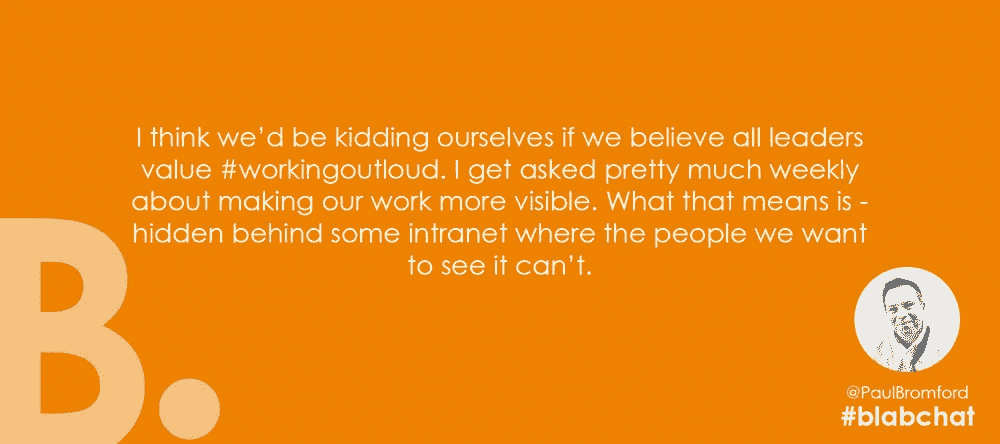 I think we'd be kidding ourselves if we believe all leaders
value #workingoutloud. I get asked pretty much weekly
about making our work more visible. What that means is -
hidden behind some intranet where the people we want
to see it can't.
B.
@PaulBromford
#blabchat